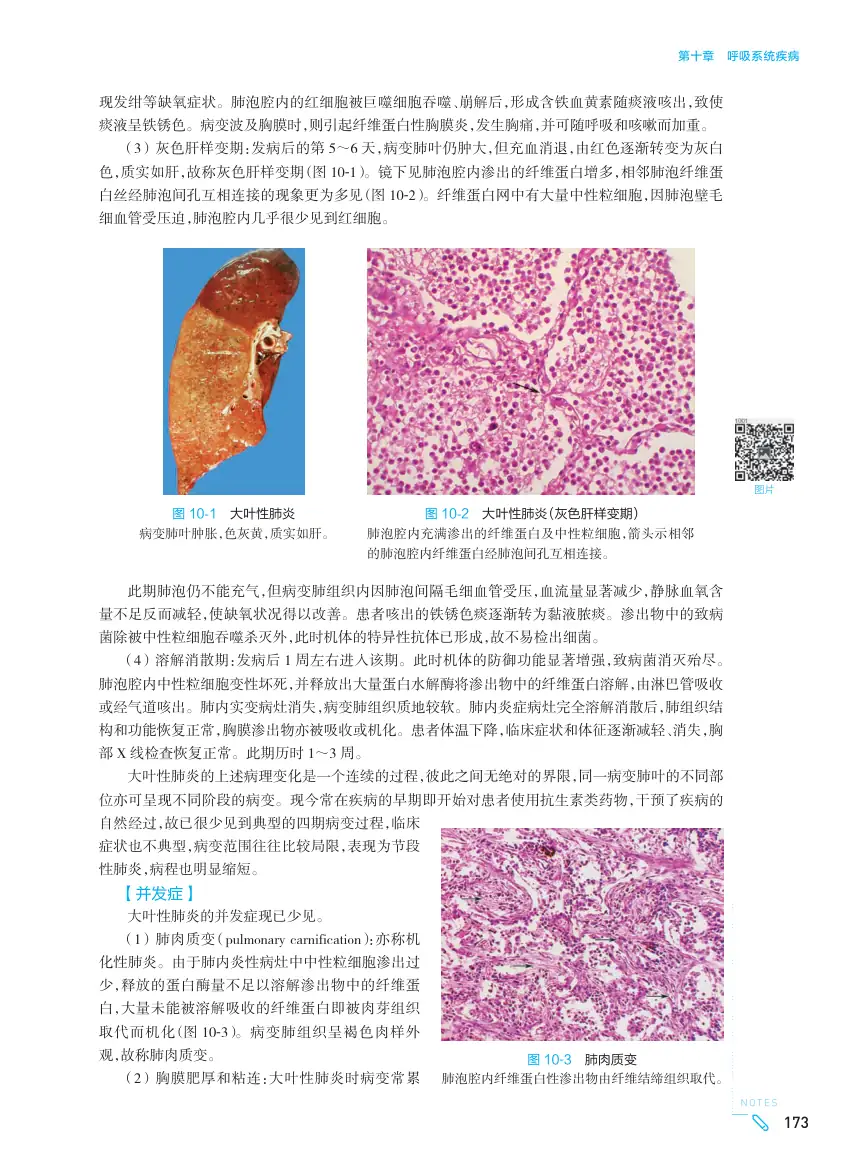 第十章 呼吸系统疾病
现发绀等缺氧症状。肺泡腔内的红细胞被巨噬细胞吞噬、崩解后,形成含铁血黄素随痰液咳出,致使
痰液呈铁锈色。病变波及胸膜时,则引起纤维蛋白性胸膜炎,发生胸痛,并可随呼吸和咳嗽而加重。
(3)灰色肝样变期:发病后的第 5～6 天,病变肺叶仍肿大,但充血消退,由红色逐渐转变为灰白
色,质实如肝,故称灰色肝样变期(图 10-1)。镜下见肺泡腔内渗出的纤维蛋白增多,相邻肺泡纤维蛋
白丝经肺泡间孔互相连接的现象更为多见(图 10-2)。纤维蛋白网中有大量中性粒细胞,因肺泡壁毛
细血管受压迫,肺泡腔内几乎很少见到红细胞。
图 10-1 大叶性肺炎
病变肺叶肿胀,色灰黄,质实如肝。
图 10-2 大叶性肺炎(灰色肝样变期)
肺泡腔内充满渗出的纤维蛋白及中性粒细胞,箭头示相邻
的肺泡腔内纤维蛋白经肺泡间孔互相连接。
1001
图片
此期肺泡仍不能充气,但病变肺组织内因肺泡间隔毛细血管受压,血流量显著减少,静脉血氧含
量不足反而减轻,使缺氧状况得以改善。患者咳出的铁锈色痰逐渐转为黏液脓痰。渗出物中的致病
菌除被中性粒细胞吞噬杀灭外,此时机体的特异性抗体已形成,故不易检出细菌。
(4)溶解消散期:发病后 1 周左右进入该期。此时机体的防御功能显著增强,致病菌消灭殆尽。
肺泡腔内中性粒细胞变性坏死,并释放出大量蛋白水解酶将渗出物中的纤维蛋白溶解,由淋巴管吸收
或经气道咳出。肺内实变病灶消失,病变肺组织质地较软。肺内炎症病灶完全溶解消散后,肺组织结
构和功能恢复正常,胸膜渗出物亦被吸收或机化。患者体温下降,临床症状和体征逐渐减轻、消失,胸
部 X 线检查恢复正常。此期历时 1～3 周。
大叶性肺炎的上述病理变化是一个连续的过程,彼此之间无绝对的界限,同一病变肺叶的不同部
位亦可呈现不同阶段的病变。现今常在疾病的早期即开始对患者使用抗生素类药物,干预了疾病的
自然经过,故已很少见到典型的四期病变过程,临床
症状也不典型,病变范围往往比较局限,表现为节段
性肺炎,病程也明显缩短。
【并发症】
大叶性肺炎的并发症现已少见。
(1)肺肉质变(pulmonary carnification):亦称机
化性肺炎。由于肺内炎性病灶中中性粒细胞渗出过
少,释放的蛋白酶量不足以溶解渗出物中的纤维蛋
白,大量未能被溶解吸收的纤维蛋白即被肉芽组织
取代而机化(图 10-3)。病变肺组织呈褐色肉样外
观,故称肺肉质变。
(2)胸膜肥厚和粘连:大叶性肺炎时病变常累
图 10-3 肺肉质变
肺泡腔内纤维蛋白性渗出物由纤维结缔组织取代。
NOTES
173